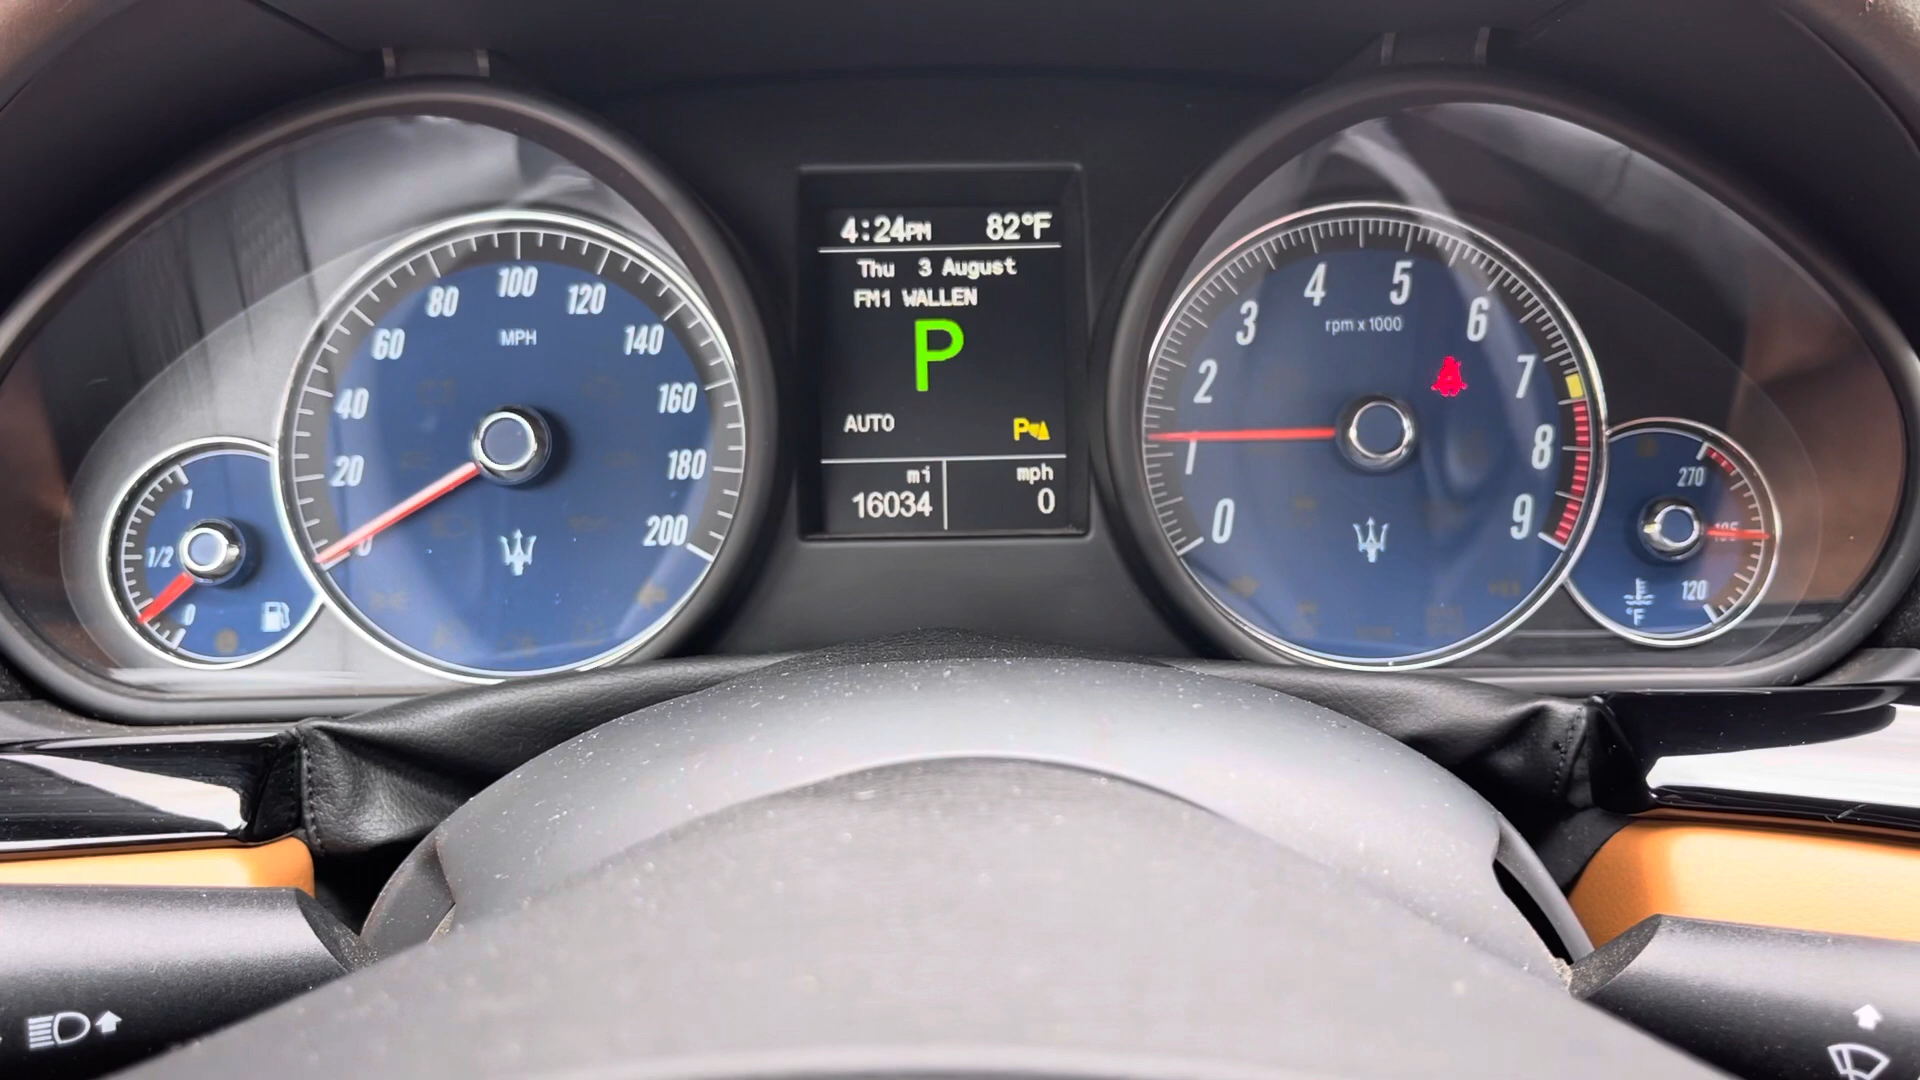 4:24PM 82°F
Thu 3 August
FM1 WALLEN
P
AUTO
P
mi mph
16034 0
0 20 40 60 80 100 120 140 160 180 200
MPH
1
1/2
0
0 1 2 3 4 5 6 7 8 9
rpm x 1000
270
195
120
°F